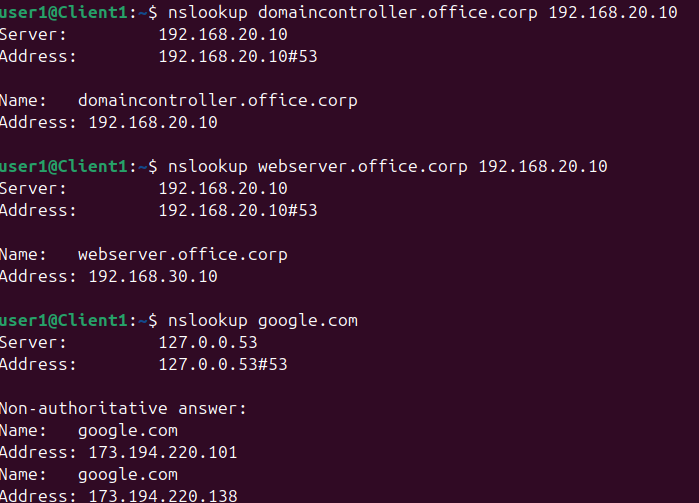 user1@Client1:~$ nslookup domaincontroller.office.corp 192.168.20.10
Server:         192.168.20.10
Address:        192.168.20.10#53

Name:   domaincontroller.office.corp
Address: 192.168.20.10

user1@Client1:~$ nslookup webserver.office.corp 192.168.20.10
Server:         192.168.20.10
Address:        192.168.20.10#53

Name:   webserver.office.corp
Address: 192.168.30.10

user1@Client1:~$ nslookup google.com
Server:         127.0.0.53
Address:        127.0.0.53#53

Non-authoritative answer:
Name:   google.com
Address: 173.194.220.101
Name:   google.com
Address: 173.194.220.138